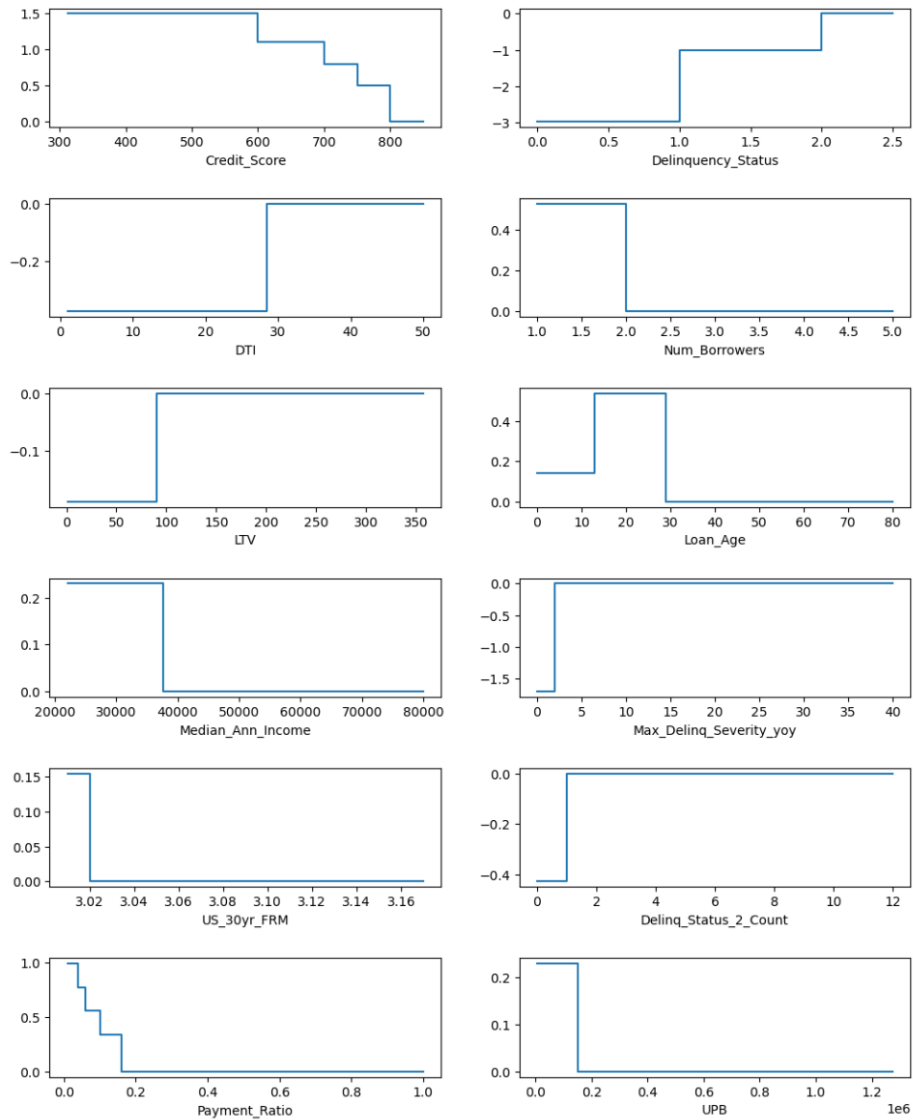 1.5
1.0
0.5
0.0
300 400 500 600 700 800
Credit_Score
0
−1
−2
−3
0.0 0.5 1.0 1.5 2.0 2.5
Delinquency_Status
0.0
−0.2
0 10 20 30 40 50
DTI
0.4
0.2
0.0
1.0 1.5 2.0 2.5 3.0 3.5 4.0 4.5 5.0
Num_Borrowers
0.0
−0.1
0 50 100 150 200 250 300 350
LTV
0.4
0.2
0.0
0 10 20 30 40 50 60 70 80
Loan_Age
0.2
0.1
0.0
20000 30000 40000 50000 60000 70000 80000
Median_Ann_Income
0.0
−0.5
−1.0
−1.5
0 5 10 15 20 25 30 35 40
Max_Delinq_Severity_yoy
0.15
0.10
0.05
0.00
3.02 3.04 3.06 3.08 3.10 3.12 3.14 3.16
US_30yr_FRM
0.0
−0.2
−0.4
0 2 4 6 8 10 12
Delinq_Status_2_Count
1.0
0.5
0.0
0.0 0.2 0.4 0.6 0.8 1.0
Payment_Ratio
0.2
0.1
0.0
0.0 0.2 0.4 0.6 0.8 1.0 1.2
UPB
1e6